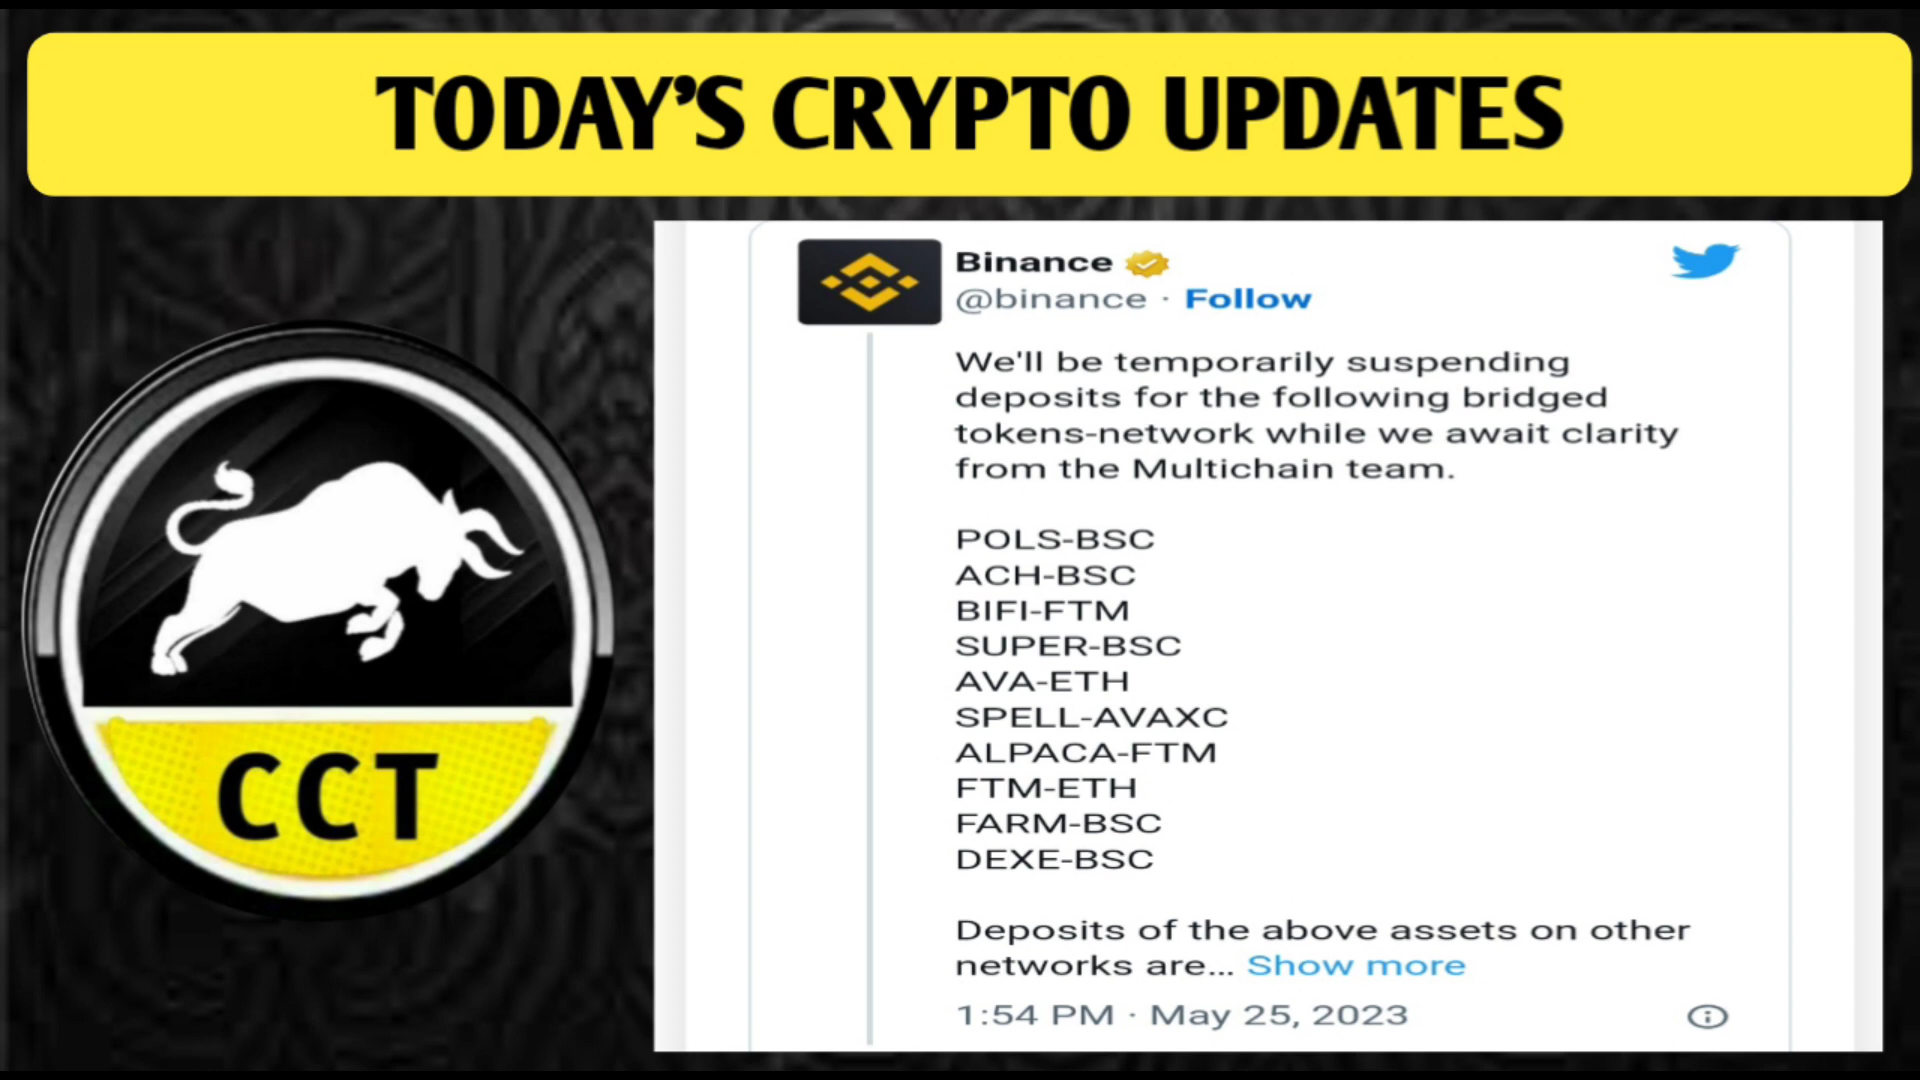 TODAY'S CRYPTO UPDATES
CCT
Binance
@binance · Follow
We'll be temporarily suspending
deposits for the following bridged
tokens-network while we await clarity
from the Multichain team.
POLS-BSC
ACH-BSC
BIFI-FTM
SUPER-BSC
AVA-ETH
SPELL-AVAXC
ALPACA-FTM
FTM-ETH
FARM-BSC
DEXE-BSC
Deposits of the above assets on other
networks are... Show more
1:54 PM · May 25, 2023